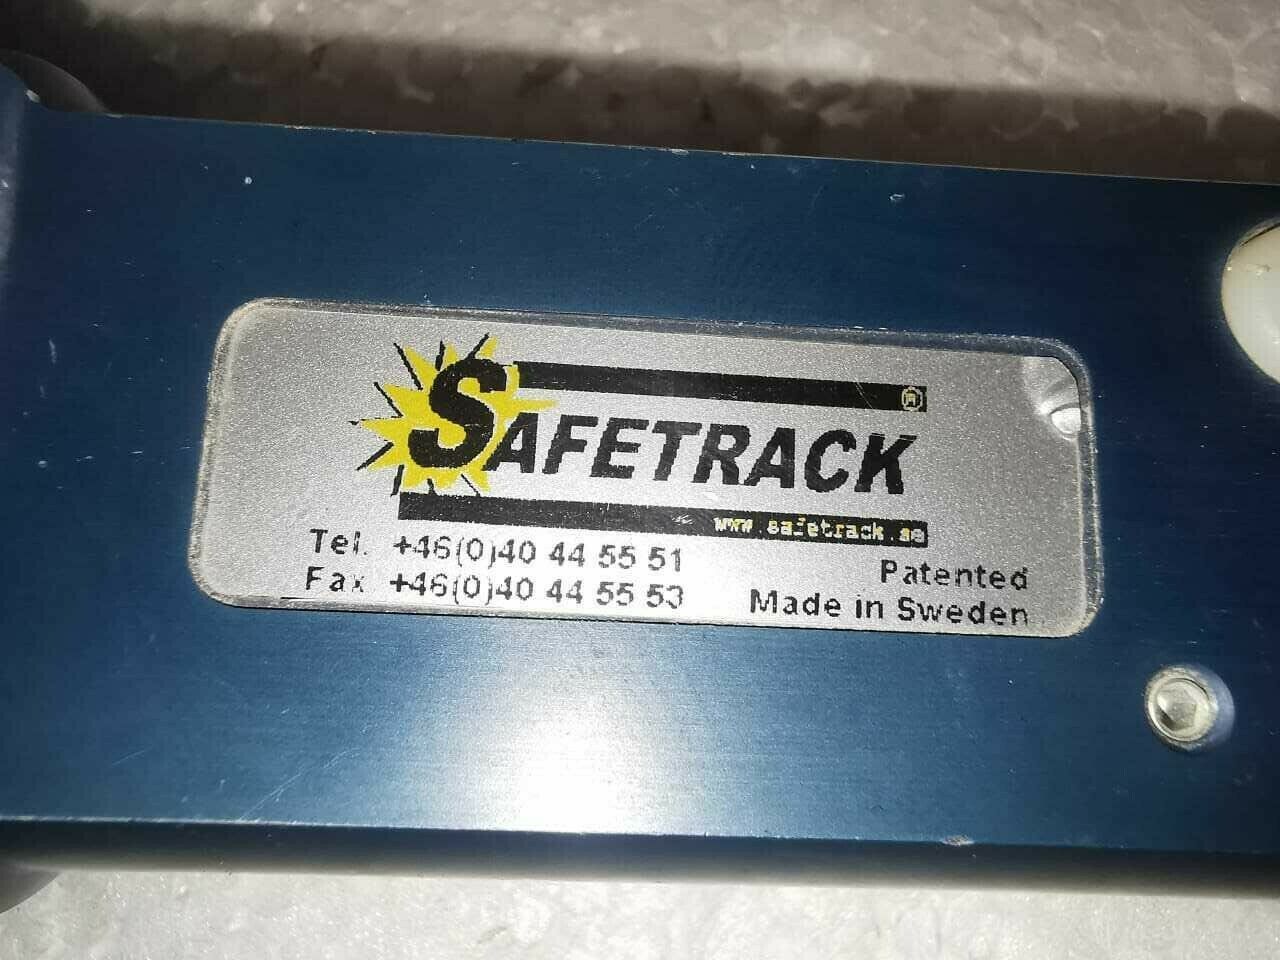 SAFETRACK ®
www.safetrack.se
Tel. +46(0)40 44 55 51
Fax +46(0)40 44 55 53
Patented
Made in Sweden